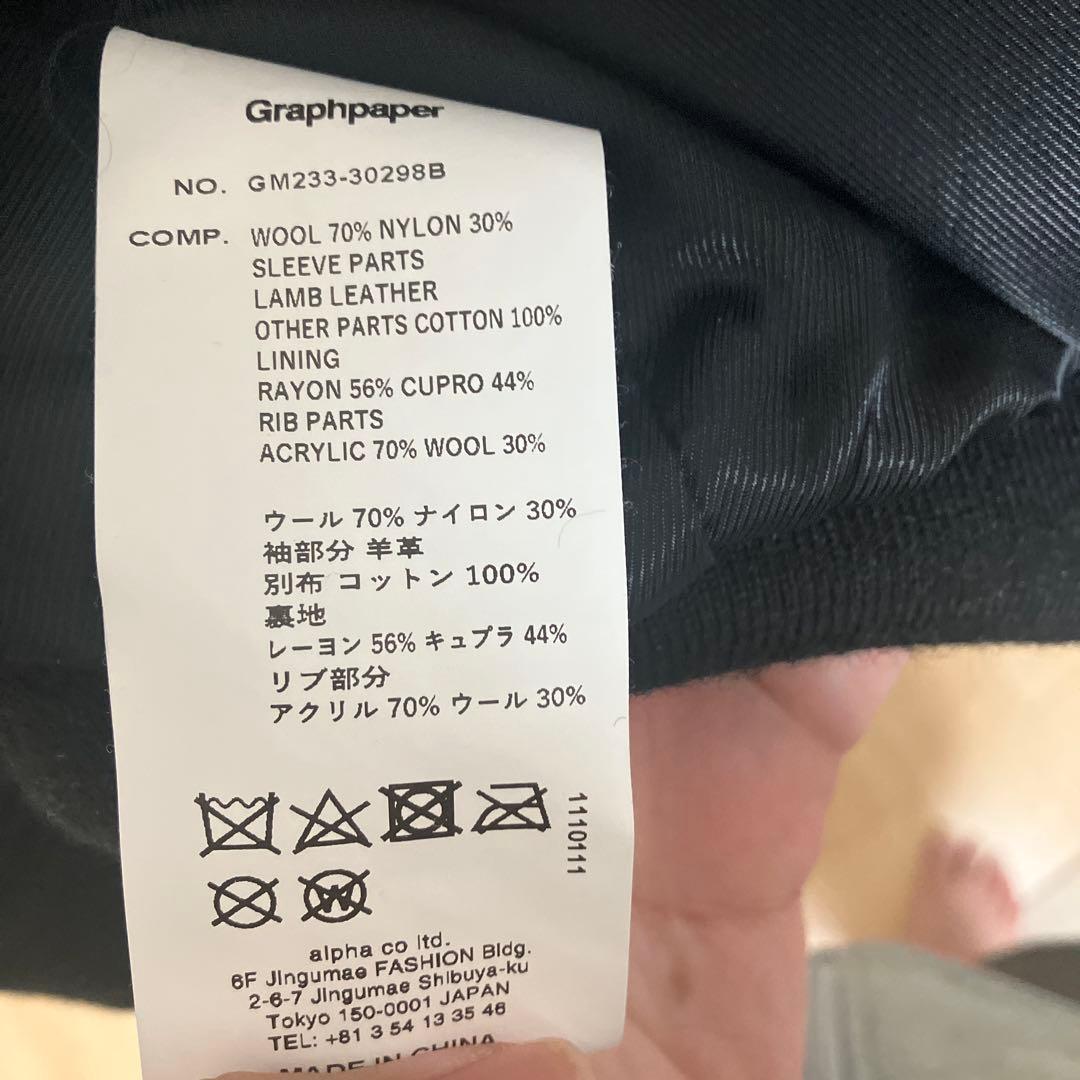 Graphpaper
NO. GM233-30298B
COMP. WOOL 70% NYLON 30%
SLEEVE PARTS
LAMB LEATHER
OTHER PARTS COTTON 100%
LINING
RAYON 56% CUPRO 44%
RIB PARTS
ACRYLIC 70% WOOL 30%
ウール 70% ナイロン 30%
袖部分 羊革
別布 コットン 100%
裏地
レーヨン 56% キュプラ 44%
リブ部分
アクリル 70% ウール 30%
1110111
W
alpha co ltd.
6F Jingumae FASHION Bldg.
2-6-7 Jingumae Shibuya-ku
Tokyo 150-0001 JAPAN
TEL: +81 3 54 13 35 46
MADE IN CHINA